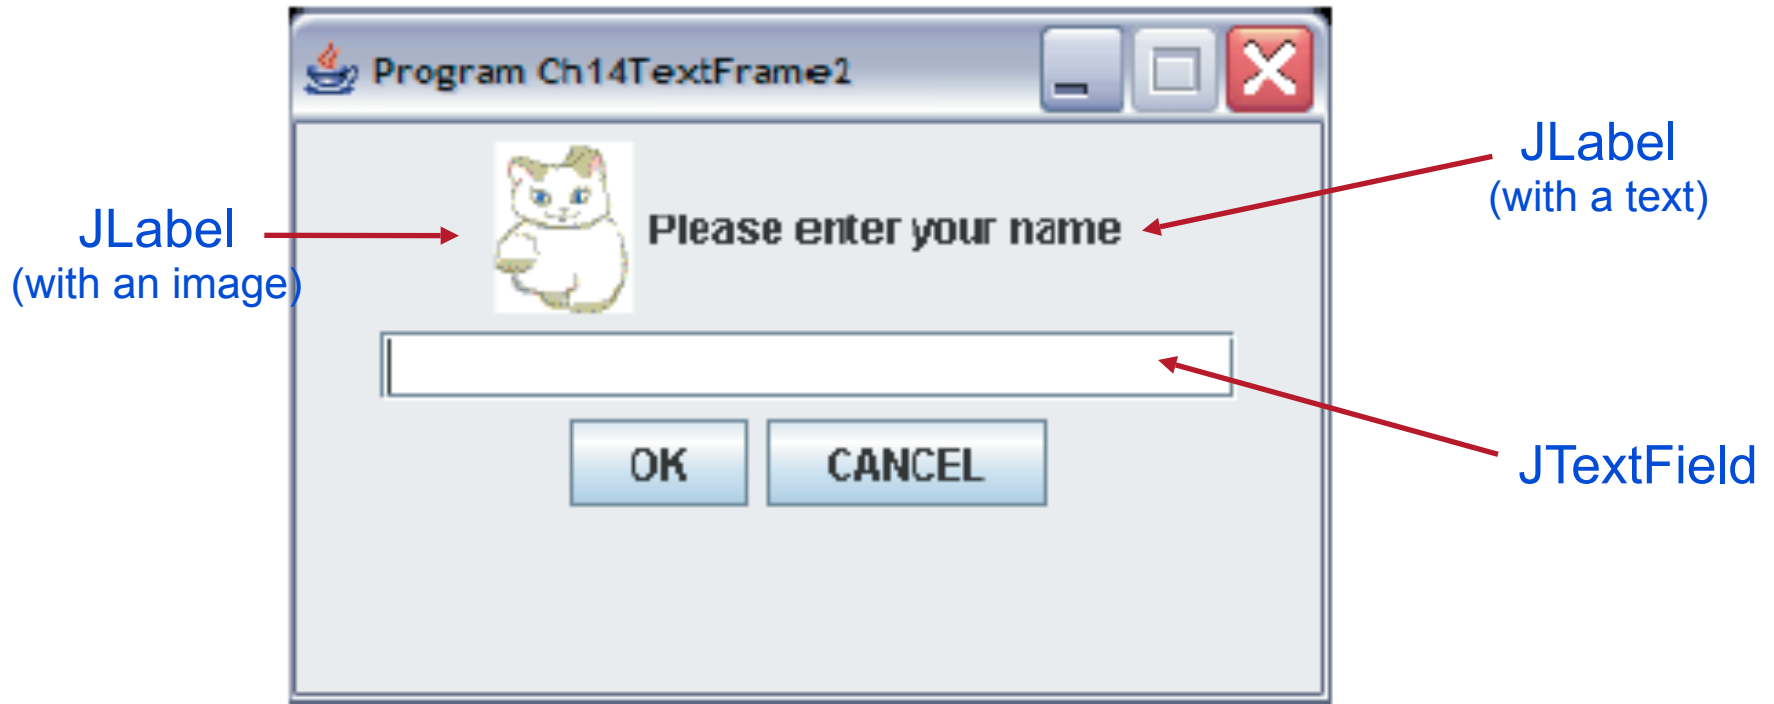 Program Ch14TextFrame2
JLabel
(with a text)
JLabel
(with an image)
Please enter your name
OK
CANCEL
JTextField